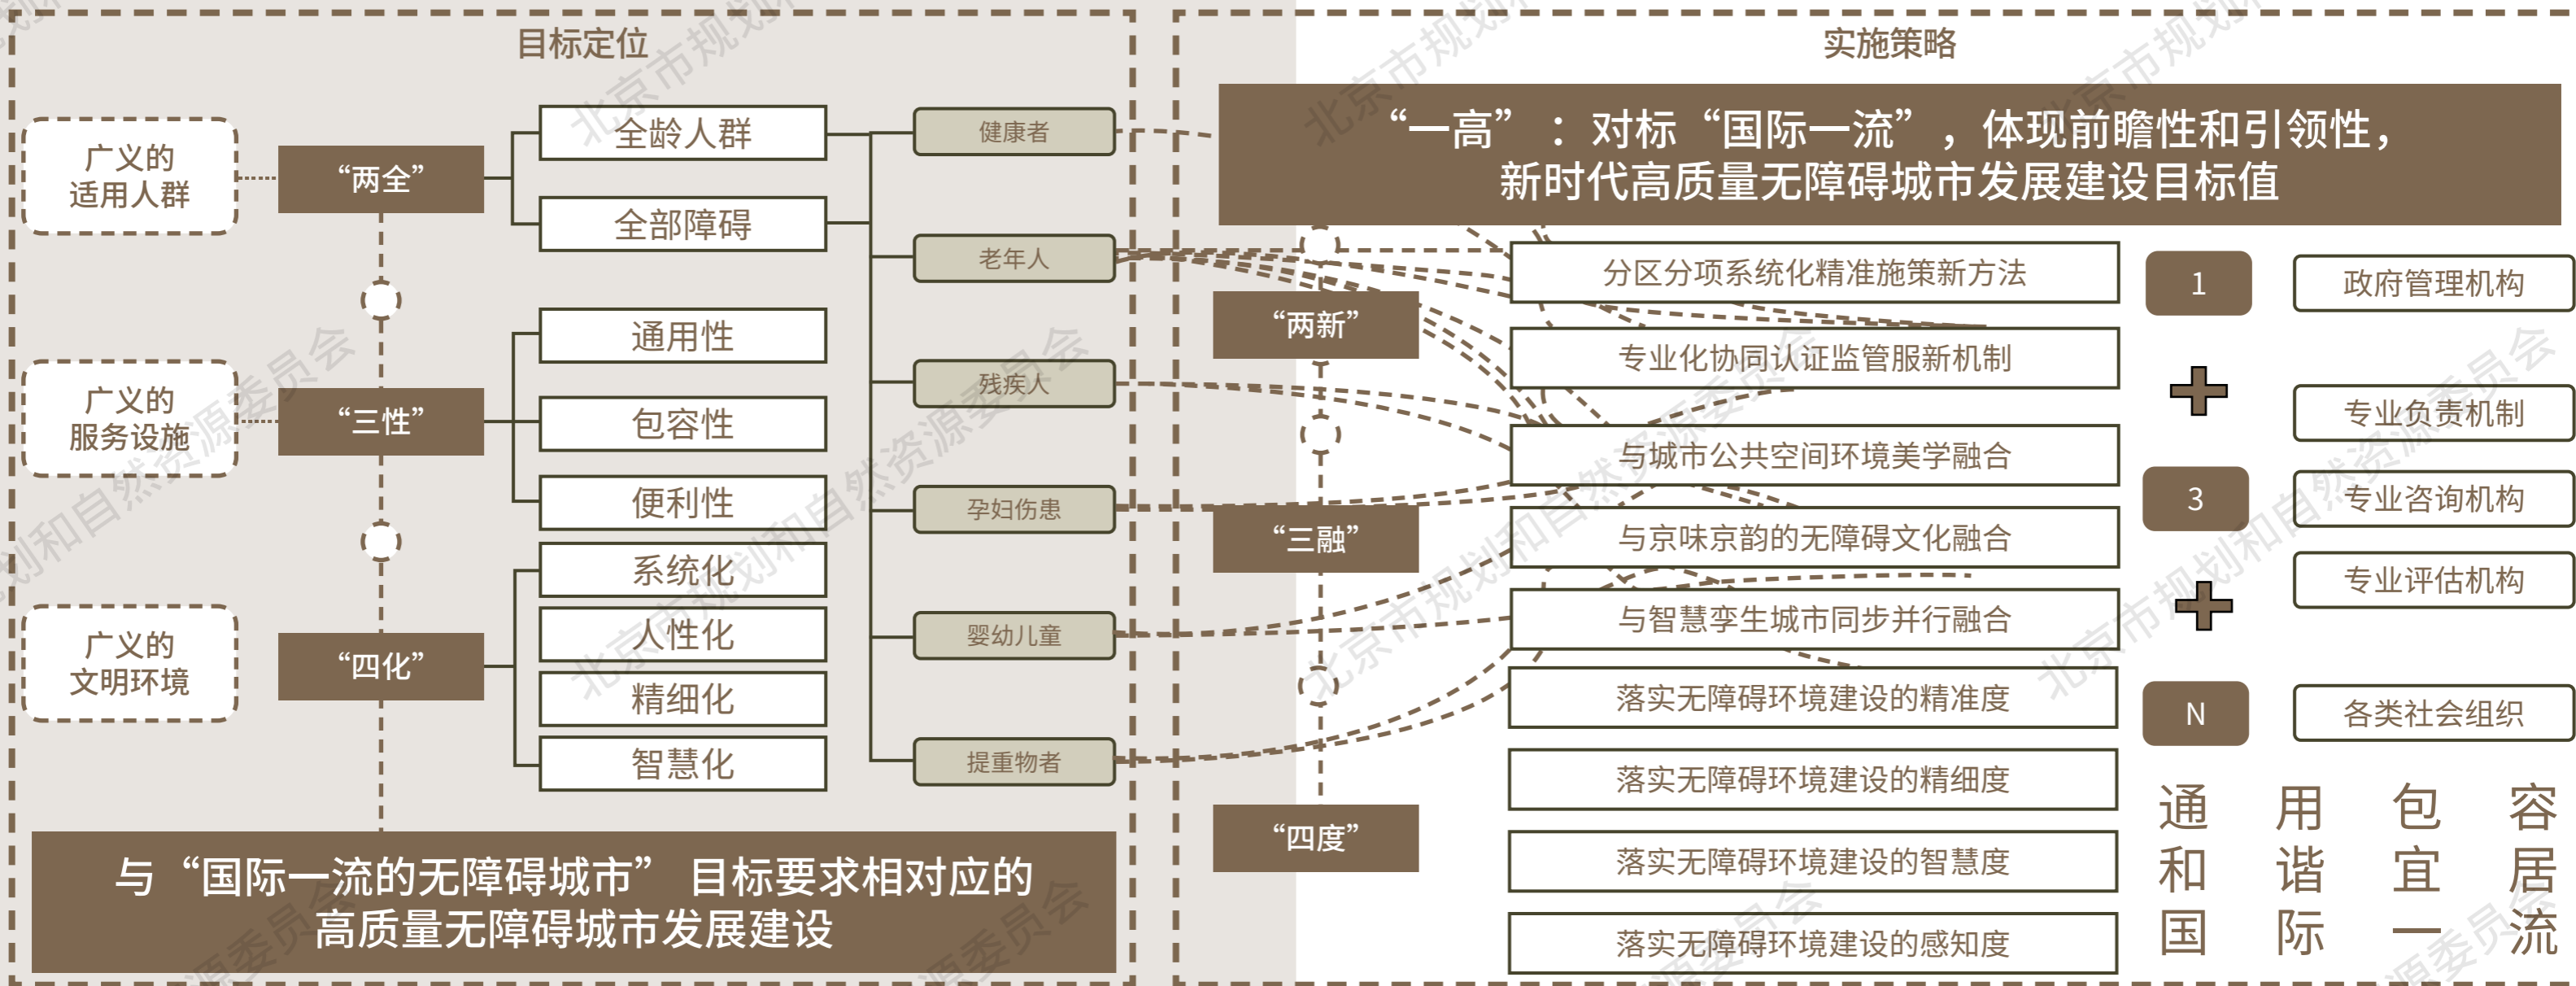 目标定位
广义的
适用人群
“两全”
全龄人群
全部障碍
广义的
服务设施
“三性”
通用性
包容性
便利性
广义的
文明环境
“四化”
系统化
人性化
精细化
智慧化
健康者
老年人
残疾人
孕妇伤患
婴幼儿童
提重物者
与“国际一流的无障碍城市” 目标要求相对应的
高质量无障碍城市发展建设
实施策略
“一高”：对标“国际一流”，体现前瞻性和引领性，
新时代高质量无障碍城市发展建设目标值
“两新”
分区分项系统化精准施策新方法
专业化协同认证监管服新机制
“三融”
与城市公共空间环境美学融合
与京味京韵的无障碍文化融合
与智慧孪生城市同步并行融合
“四度”
落实无障碍环境建设的精准度
落实无障碍环境建设的精细度
落实无障碍环境建设的智慧度
落实无障碍环境建设的感知度
1
政府管理机构
专业负责机制
3
专业咨询机构
专业评估机构
N
各类社会组织
通用包容
和谐宜居
国际一流
北京市规划和自然资源委员会